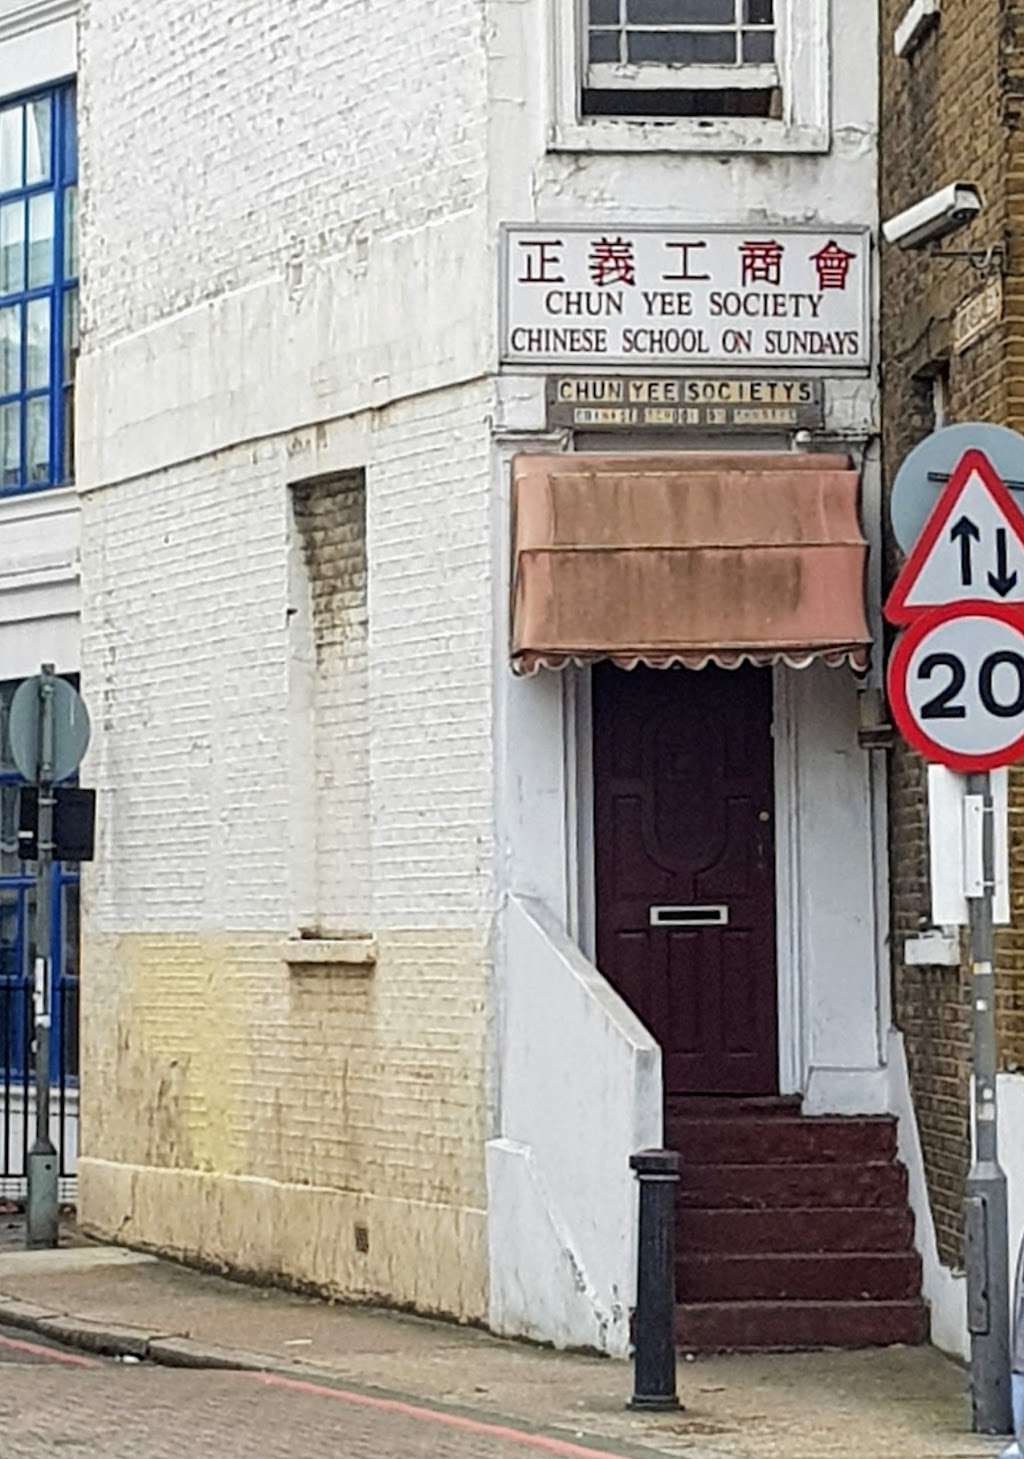 正義工商會
CHUN YEE SOCIETY
CHINESE SCHOOL ON SUNDAYS
CHUN YEE SOCIETYS
20